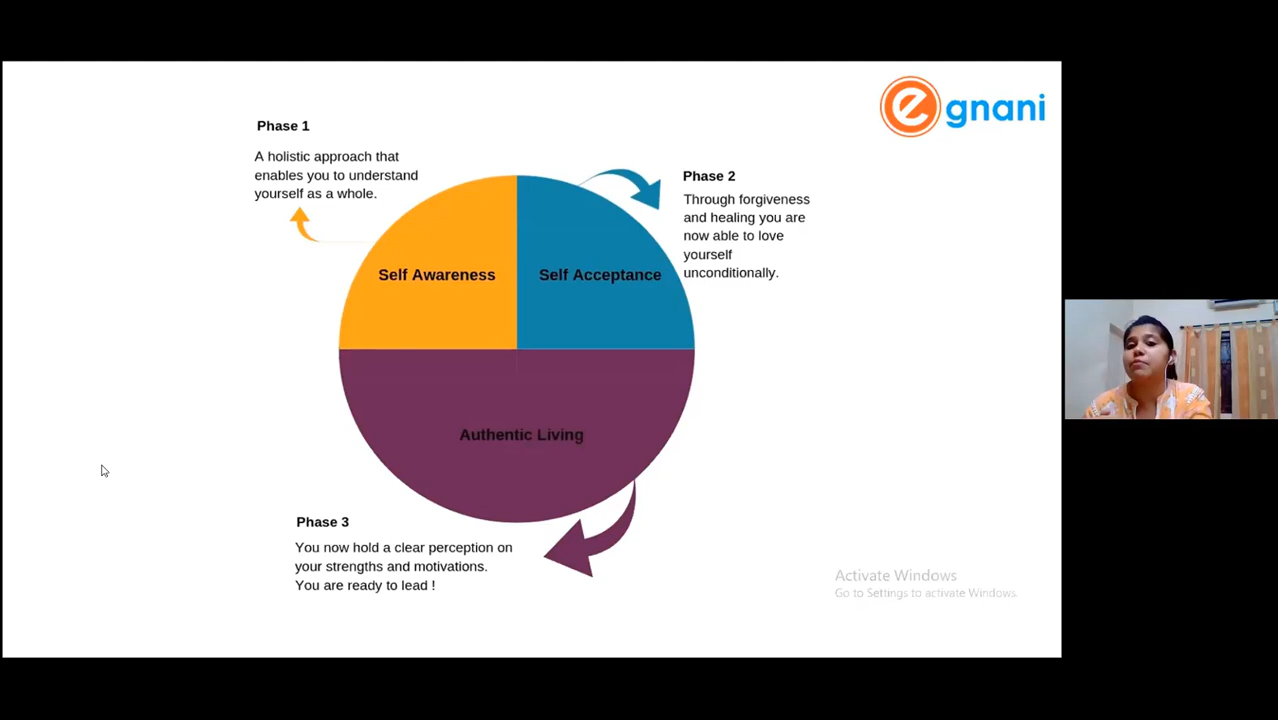 e gnani
Phase 1
A holistic approach that
enables you to understand
yourself as a whole.
Phase 2
Through forgiveness
and healing you are
now able to love
yourself
unconditionally.
Self Awareness
Self Acceptance
Authentic Living
Phase 3
You now hold a clear perception on
your strengths and motivations.
You are ready to lead !
Activate Windows
Go to Settings to activate Windows.